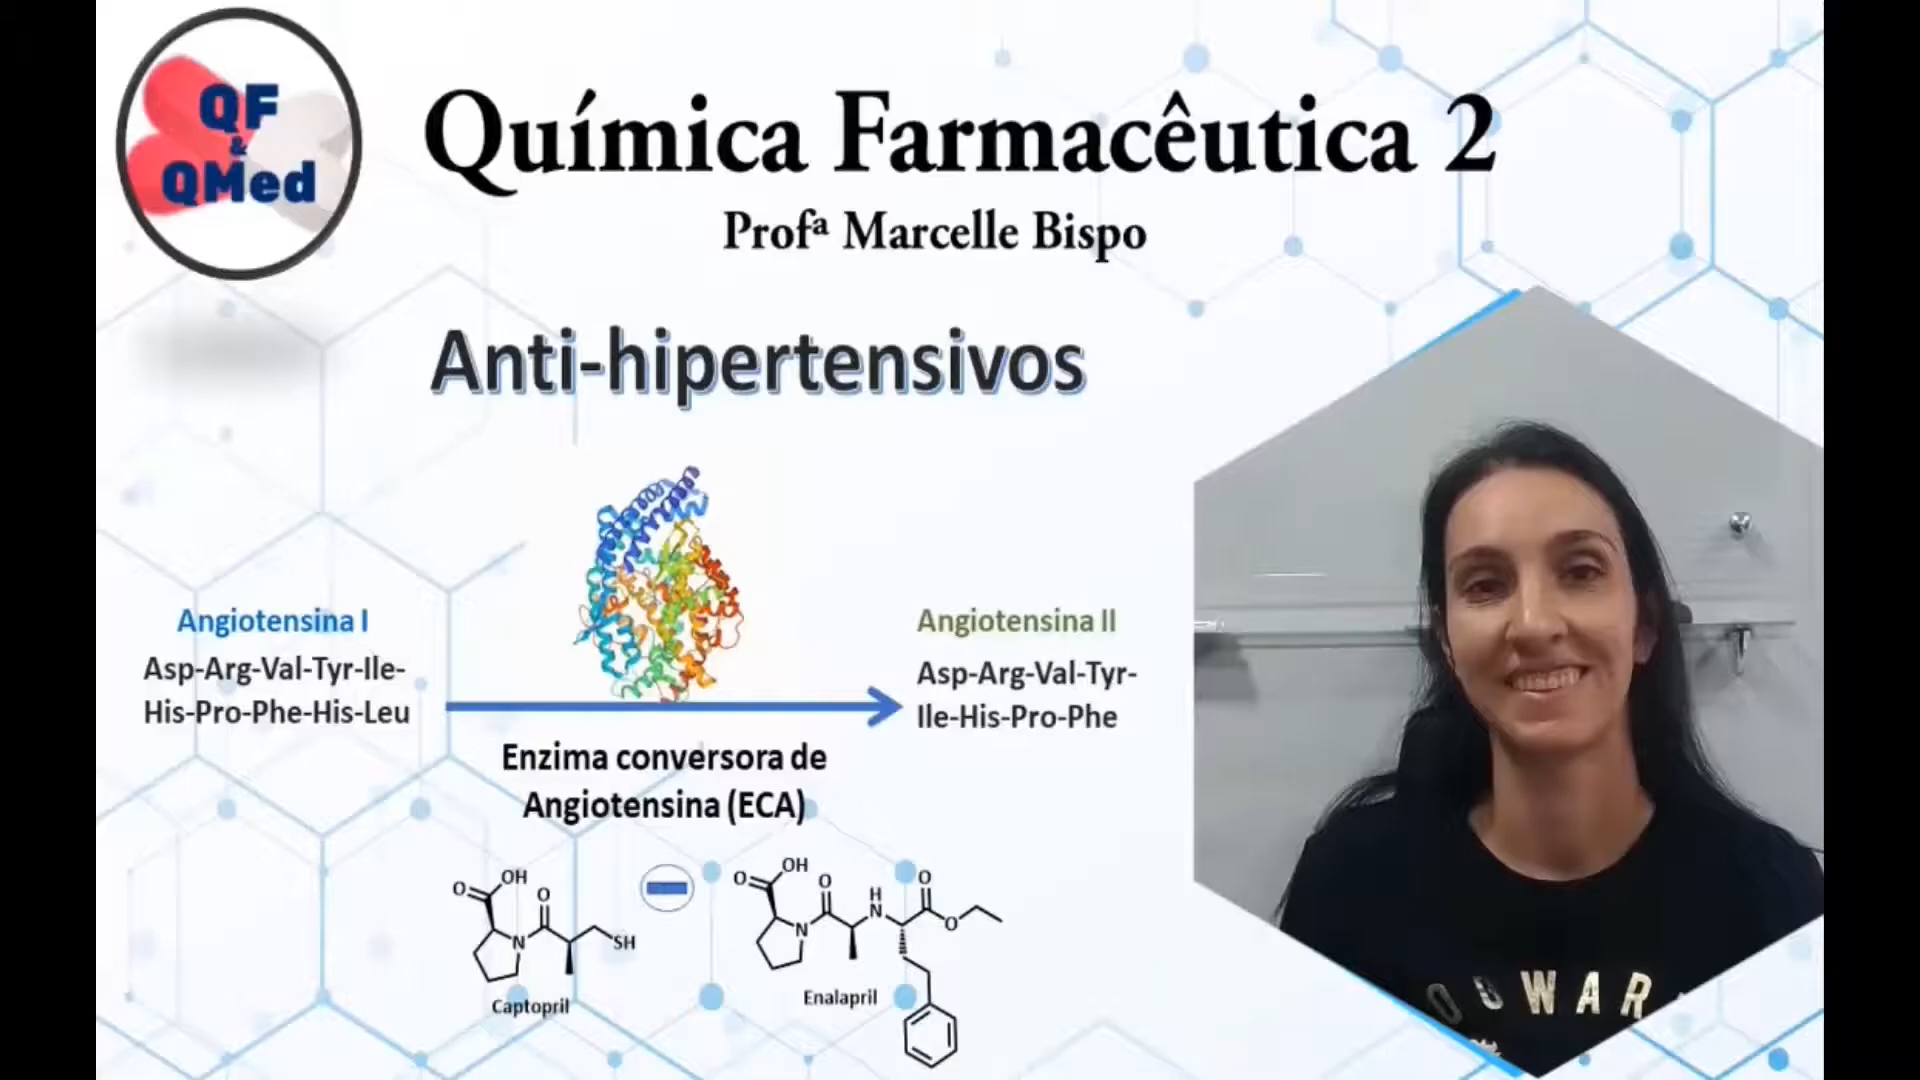 QF
&
QMed
Química Farmacêutica 2
Profª Marcelle Bispo
Anti-hipertensivos
Angiotensina I
Asp-Arg-Val-Tyr-Ile-
His-Pro-Phe-His-Leu
Angiotensina II
Asp-Arg-Val-Tyr-
Ile-His-Pro-Phe
Enzima conversora de
Angiotensina (ECA)
O
OH
O
N
SH
Captopril
O
OH
O
N
H
N
O
O
Enalapril
WAR